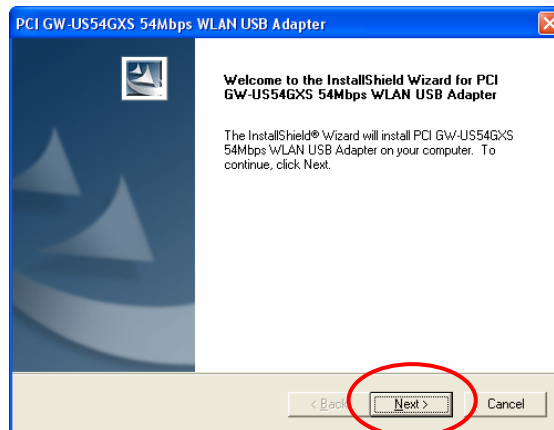 PCI GW-US54GXS 54Mbps WLAN USB Adapter
Welcome to the InstallShield Wizard for PCI
GW-US54GXS 54Mbps WLAN USB Adapter
The InstallShield® Wizard will install PCI GW-US54GXS
54Mbps WLAN USB Adapter on your computer. To
continue, click Next.
< Back Next > Cancel